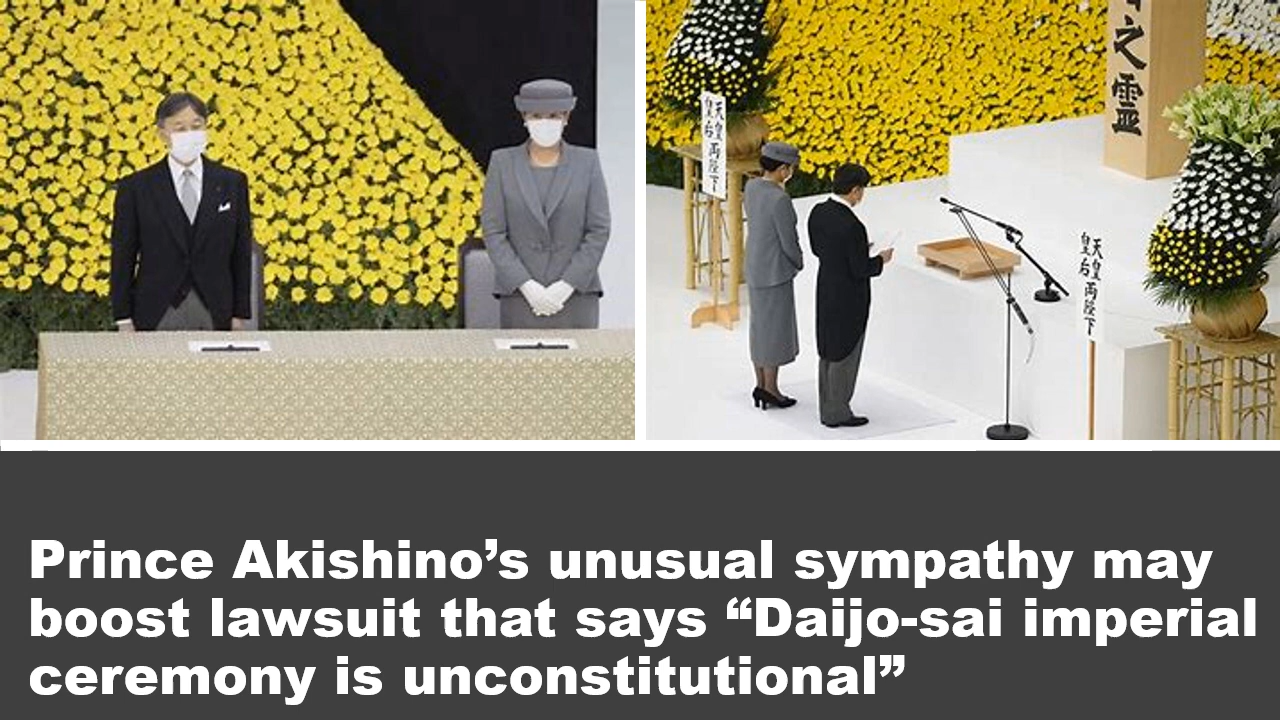 之霊
天皇
皇后 両陛下
天皇
皇后 両陛下
Prince Akishino’s unusual sympathy may
boost lawsuit that says “Daijo-sai imperial
ceremony is unconstitutional”